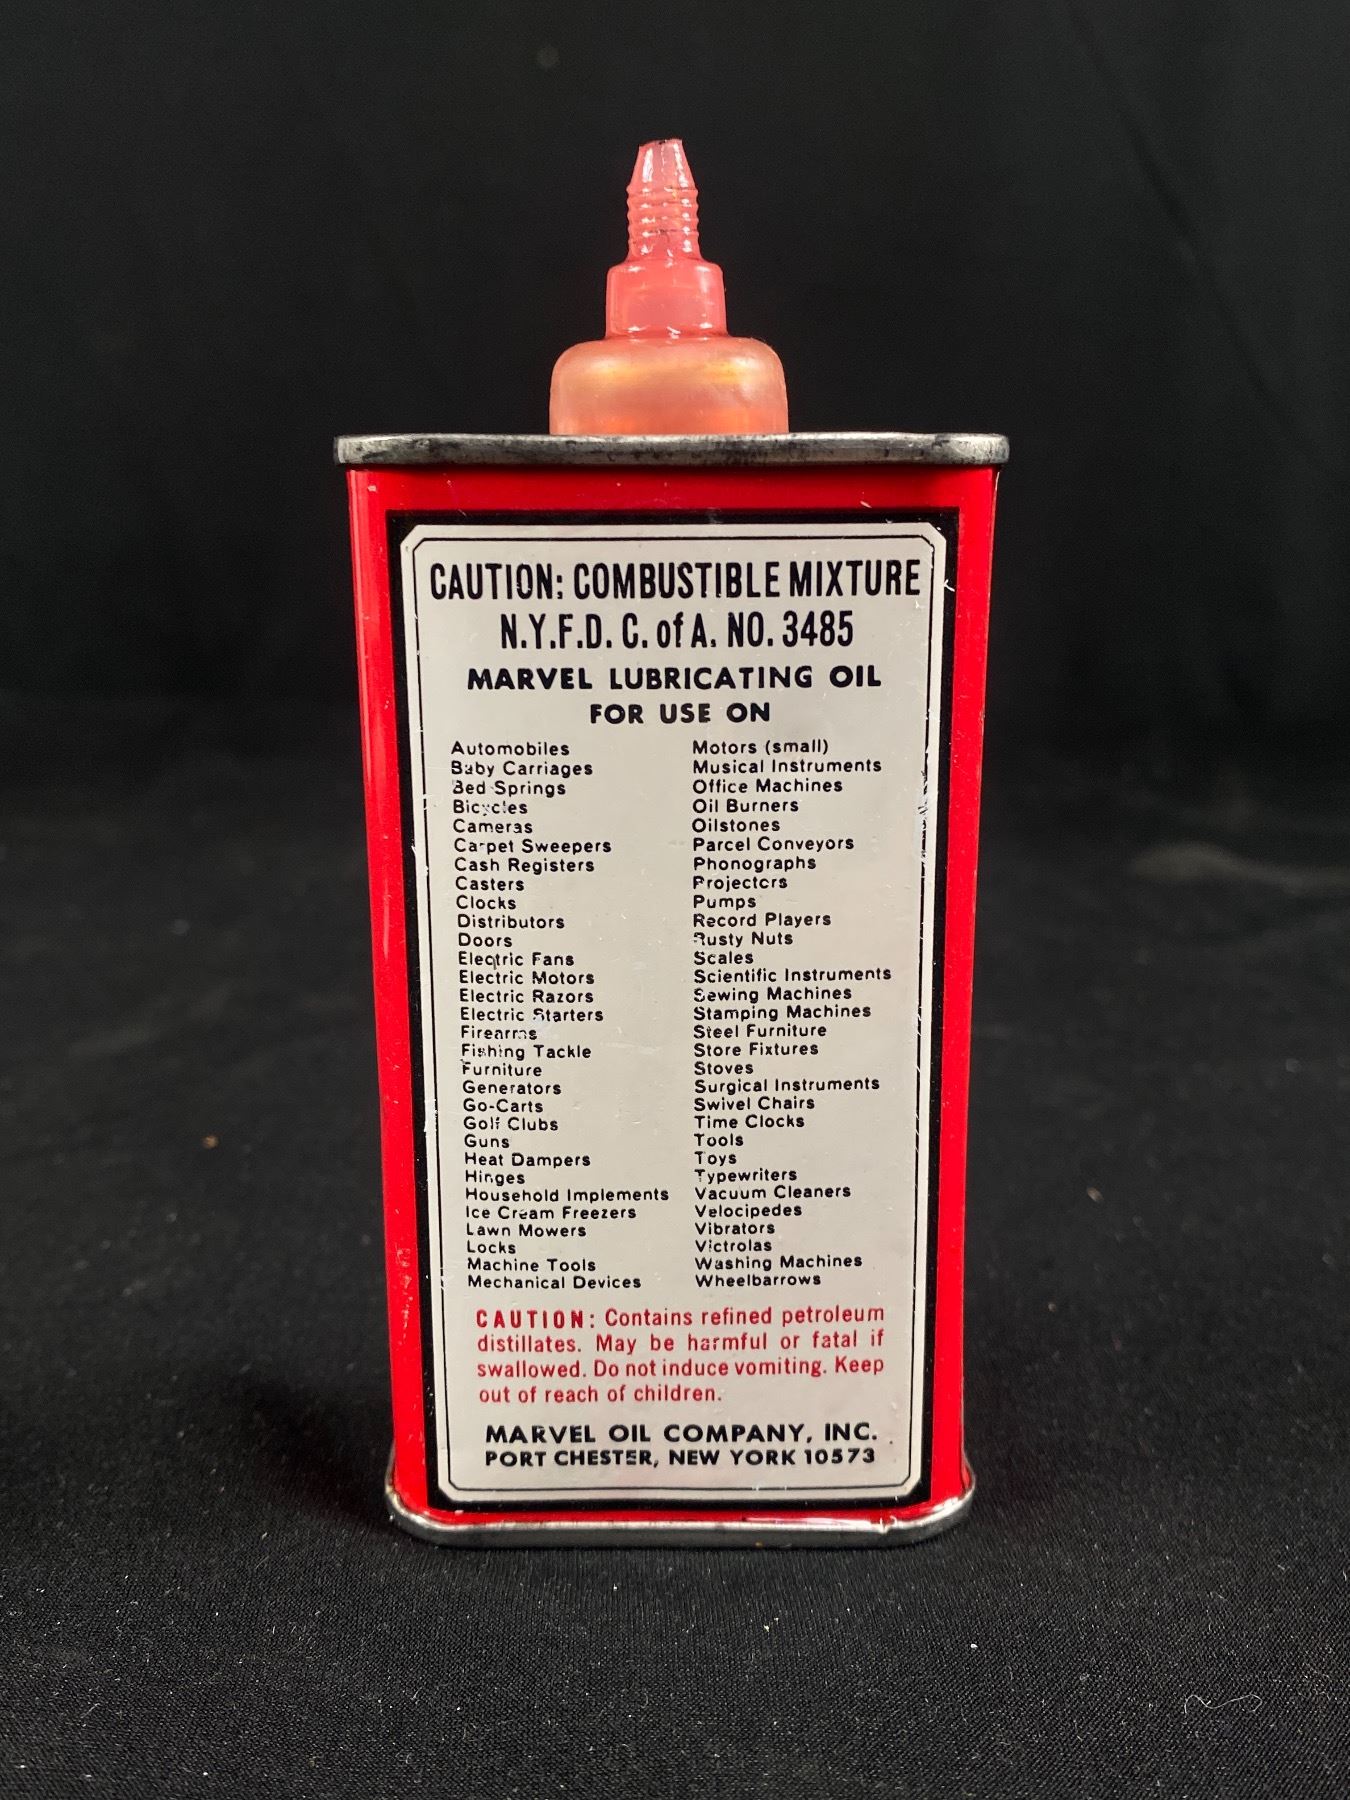 CAUTION: COMBUSTIBLE MIXTURE
N.Y.F.D. C. of A. NO. 3485
MARVEL LUBRICATING OIL
FOR USE ON
Automobiles
Baby Carriages
Bed Springs
Bicycles
Cameras
Carpet Sweepers
Cash Registers
Casters
Clocks
Distributors
Doors
Electric Fans
Electric Motors
Electric Razors
Electric Starters
Firearms
Fishing Tackle
Furniture
Generators
Go-Carts
Golf Clubs
Guns
Heat Dampers
Hinges
Household Implements
Ice Cream Freezers
Lawn Mowers
Locks
Machine Tools
Mechanical Devices
Motors (small)
Musical Instruments
Office Machines
Oil Burners
Oilstones
Parcel Conveyors
Phonographs
Projectors
Pumps
Record Players
Rusty Nuts
Scales
Scientific Instruments
Sewing Machines
Stamping Machines
Steel Furniture
Store Fixtures
Stoves
Surgical Instruments
Swivel Chairs
Time Clocks
Tools
Toys
Typewriters
Vacuum Cleaners
Velocipedes
Vibrators
Victrolas
Washing Machines
Wheelbarrows
CAUTION: Contains refined petroleum
distillates. May be harmful or fatal if
swallowed. Do not induce vomiting. Keep
out of reach of children.
MARVEL OIL COMPANY, INC.
PORT CHESTER, NEW YORK 10573